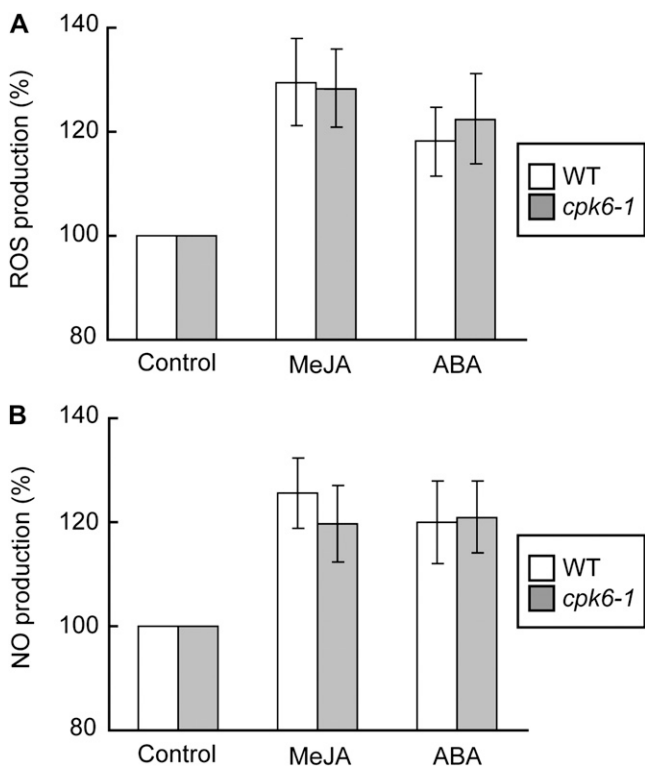 A
ROS production (%)
140
120
100
80
Control
MeJA
ABA
WT
cpk6-1
B
NO production (%)
140
120
100
80
Control
MeJA
ABA
WT
cpk6-1